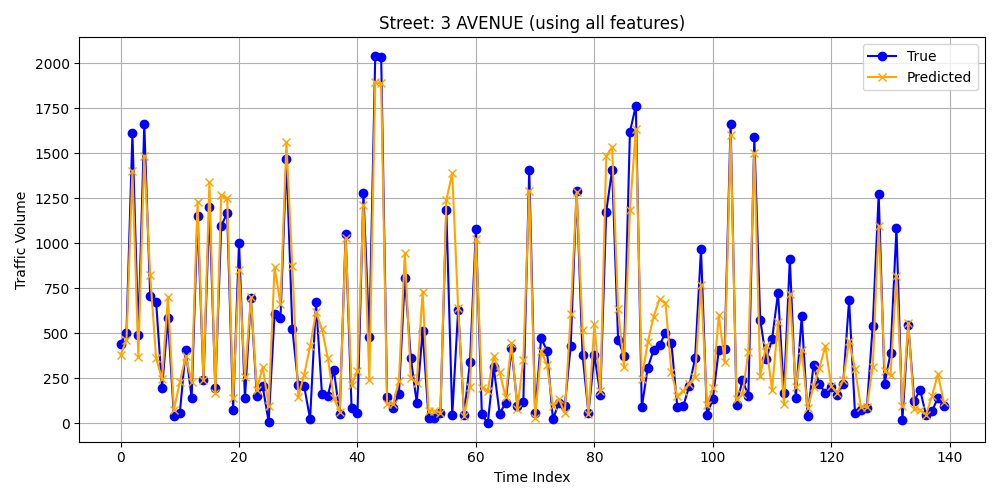 Street: 3 AVENUE (using all features)
True
Predicted
Traffic Volume
2000
1750
1500
1250
1000
750
500
250
0
0 20 40 60 80 100 120 140
Time Index